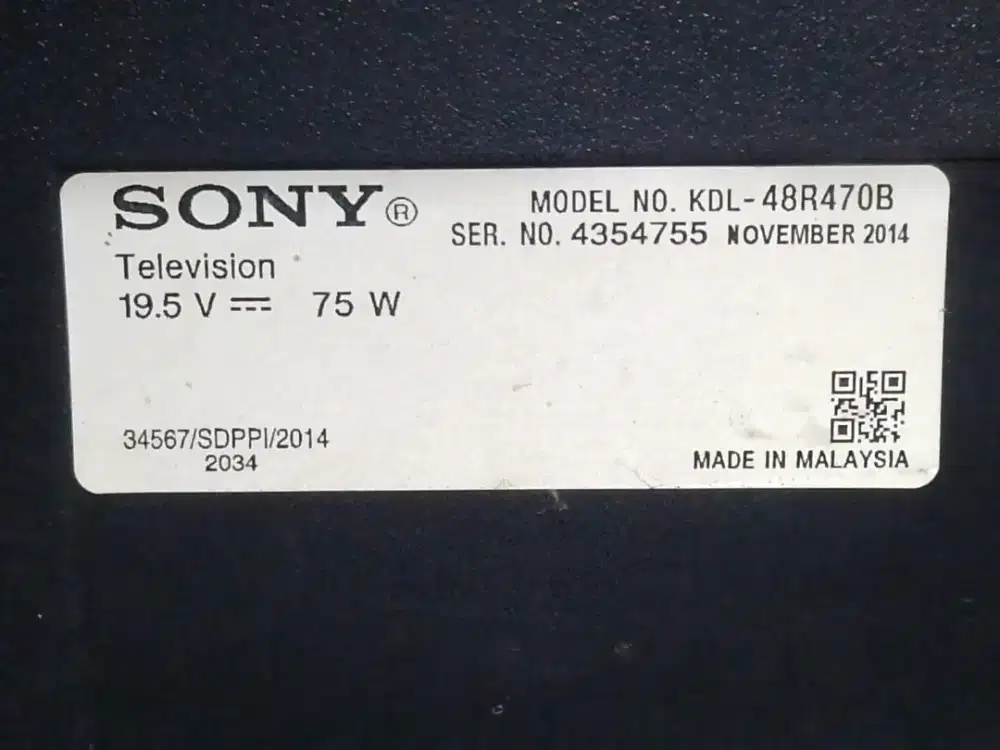 SONY®
MODEL NO. KDL-48R470B
SER. NO. 4354755 NOVEMBER 2014
Television
19.5 V ⎓ 75 W
34567/SDPPI/2014
2034
MADE IN MALAYSIA